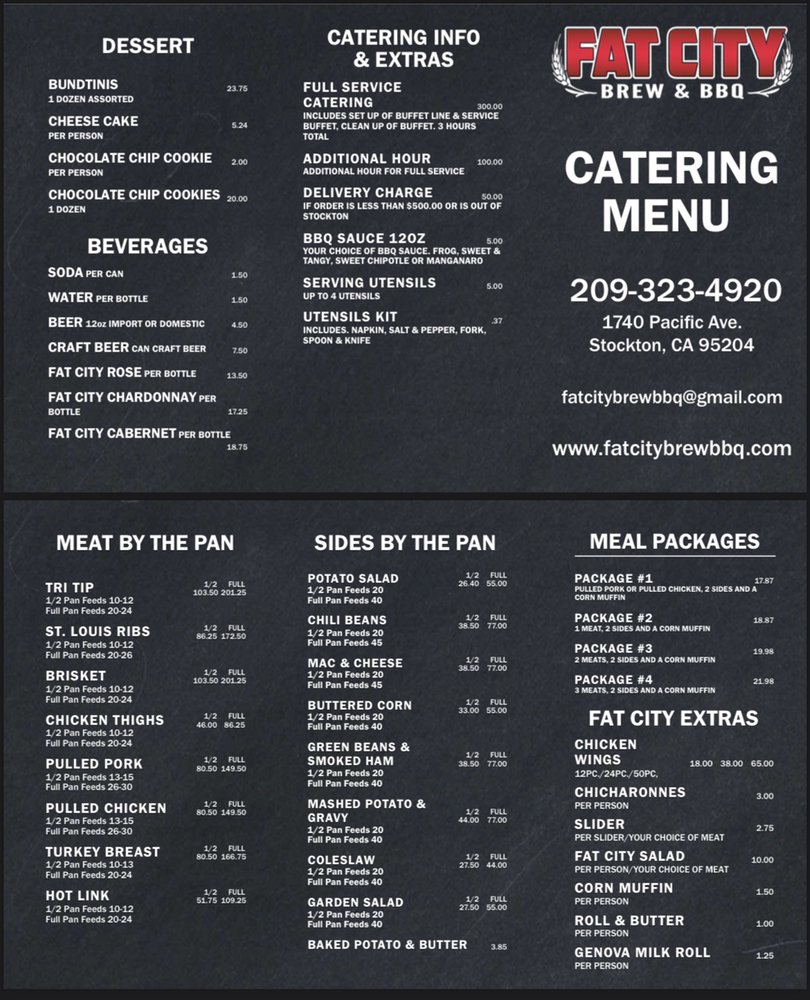 DESSERT
BUNDTINIS 23.75
1 DOZEN ASSORTED
CHEESE CAKE 5.24
PER PERSON
CHOCOLATE CHIP COOKIE 2.00
PER PERSON
CHOCOLATE CHIP COOKIES 20.00
1 DOZEN
BEVERAGES
SODA PER CAN 1.50
WATER PER BOTTLE 1.50
BEER 12oz IMPORT OR DOMESTIC 4.50
CRAFT BEER CAN CRAFT BEER 7.50
FAT CITY ROSE PER BOTTLE 13.50
FAT CITY CHARDONNAY PER
BOTTLE 17.25
FAT CITY CABERNET PER BOTTLE
18.75
CATERING INFO
& EXTRAS
FULL SERVICE
CATERING 300.00
INCLUDES SET UP OF BUFFET LINE & SERVICE
BUFFET, CLEAN UP OF BUFFET. 3 HOURS
TOTAL
ADDITIONAL HOUR 100.00
ADDITIONAL HOUR FOR FULL SERVICE
DELIVERY CHARGE 50.00
IF ORDER IS LESS THAN $500.00 OR IS OUT OF
STOCKTON
BBQ SAUCE 12OZ 5.00
YOUR CHOICE OF BBQ SAUCE. FROG, SWEET &
TANGY, SWEET CHIPOTLE OR MANGANARO
SERVING UTENSILS 5.00
UP TO 4 UTENSILS
UTENSILS KIT .37
INCLUDES. NAPKIN, SALT & PEPPER, FORK,
SPOON & KNIFE
FAT CITY
BREW & BBQ
CATERING
MENU
209-323-4920
1740 Pacific Ave.
Stockton, CA 95204
fatcitybrewbbq@gmail.com
www.fatcitybrewbbq.com
MEAT BY THE PAN
1/2 FULL
TRI TIP 103.50 201.25
1/2 Pan Feeds 10-12
Full Pan Feeds 20-24
1/2 FULL
ST. LOUIS RIBS 86.25 172.50
1/2 Pan Feeds 10-12
Full Pan Feeds 20-26
1/2 FULL
BRISKET 103.50 201.25
1/2 Pan Feeds 10-12
Full Pan Feeds 20-24
1/2 FULL
CHICKEN THIGHS 46.00 86.25
1/2 Pan Feeds 10-12
Full Pan Feeds 20-24
1/2 FULL
PULLED PORK 80.50 149.50
1/2 Pan Feeds 13-15
Full Pan Feeds 26-30
1/2 FULL
PULLED CHICKEN 80.50 149.50
1/2 Pan Feeds 13-15
Full Pan Feeds 26-30
1/2 FULL
TURKEY BREAST 80.50 166.75
1/2 Pan Feeds 10-13
Full Pan Feeds 20-24
1/2 FULL
HOT LINK 51.75 109.25
1/2 Pan Feeds 10-12
Full Pan Feeds 20-24
SIDES BY THE PAN
1/2 FULL
POTATO SALAD 26.40 55.00
1/2 Pan Feeds 20
Full Pan Feeds 40
1/2 FULL
CHILI BEANS 38.50 77.00
1/2 Pan Feeds 20
Full Pan Feeds 45
1/2 FULL
MAC & CHEESE 38.50 77.00
1/2 Pan Feeds 20
Full Pan Feeds 45
1/2 FULL
BUTTERED CORN 33.00 55.00
1/2 Pan Feeds 20
Full Pan Feeds 40
GREEN BEANS & 1/2 FULL
SMOKED HAM 38.50 77.00
1/2 Pan Feeds 20
Full Pan Feeds 40
MASHED POTATO & 1/2 FULL
GRAVY 44.00 77.00
1/2 Pan Feeds 20
Full Pan Feeds 40
1/2 FULL
COLESLAW 27.50 44.00
1/2 Pan Feeds 20
Full Pan Feeds 40
1/2 FULL
GARDEN SALAD 27.50 55.00
1/2 Pan Feeds 20
Full Pan Feeds 40
BAKED POTATO & BUTTER 3.85
MEAL PACKAGES
PACKAGE #1 17.87
PULLED PORK OR PULLED CHICKEN, 2 SIDES AND A
CORN MUFFIN
PACKAGE #2 18.87
1 MEAT, 2 SIDES AND A CORN MUFFIN
PACKAGE #3 19.98
2 MEATS, 2 SIDES AND A CORN MUFFIN
PACKAGE #4 21.98
3 MEATS, 2 SIDES AND A CORN MUFFIN
FAT CITY EXTRAS
CHICKEN
WINGS 18.00 38.00 65.00
12PC./24PC./50PC,
CHICHARONNES 3.00
PER PERSON
SLIDER 2.75
PER SLIDER/YOUR CHOICE OF MEAT
FAT CITY SALAD 10.00
PER PERSON/YOUR CHOICE OF MEAT
CORN MUFFIN 1.50
PER PERSON
ROLL & BUTTER 1.00
PER PERSON
GENOVA MILK ROLL 1.25
PER PERSON